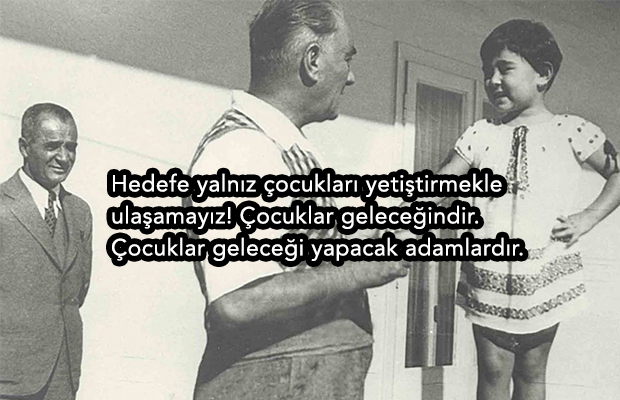 Hedefe yalnız çocukları yetiştirmekle
ulaşamayız! Çocuklar geleceğindir.
Çocuklar geleceği yapacak adamlardır.